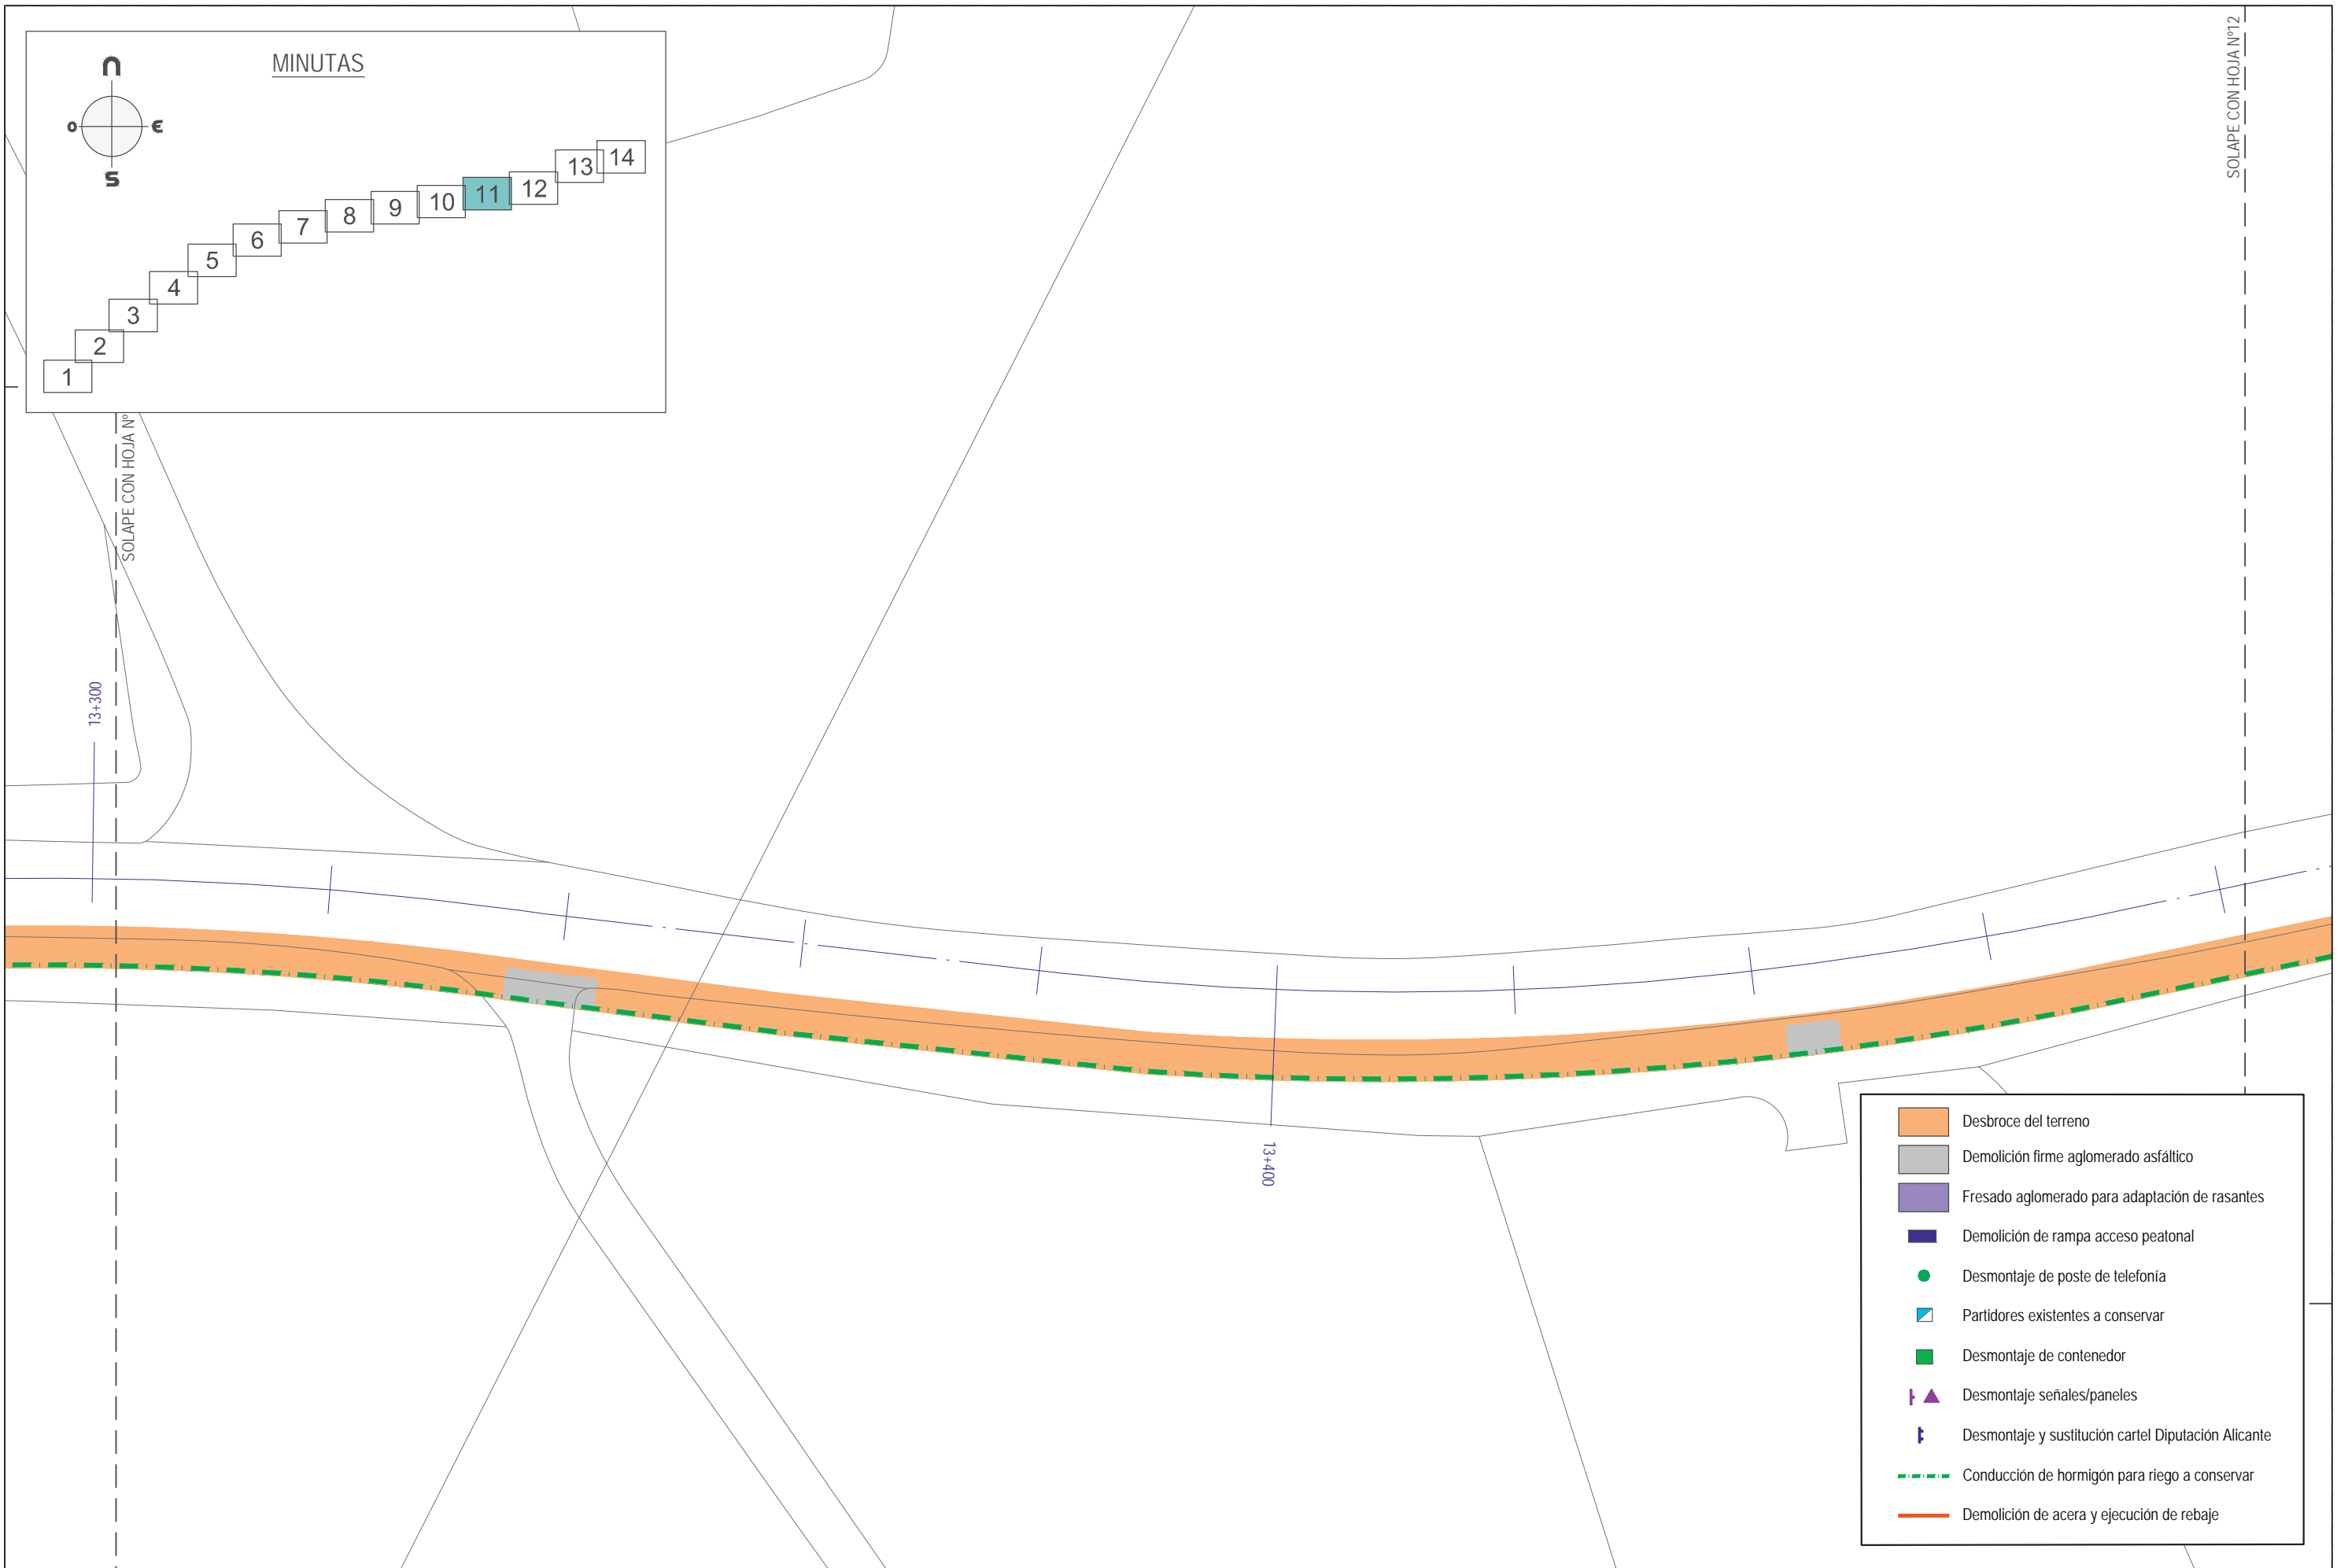 MINUTAS
n
o
e
s
1
2
3
4
5
6
7
8
9
10
11
12
13
14
SOLAPE CON HOJA Nº
SOLAPE CON HOJA Nº12
13+300
13+400
Desbroce del terreno
Demolición firme aglomerado asfáltico
Fresado aglomerado para adaptación de rasantes
Demolición de rampa acceso peatonal
Desmontaje de poste de telefonía
Partidores existentes a conservar
Desmontaje de contenedor
Desmontaje señales/paneles
Desmontaje y sustitución cartel Diputación Alicante
Conducción de hormigón para riego a conservar
Demolición de acera y ejecución de rebaje